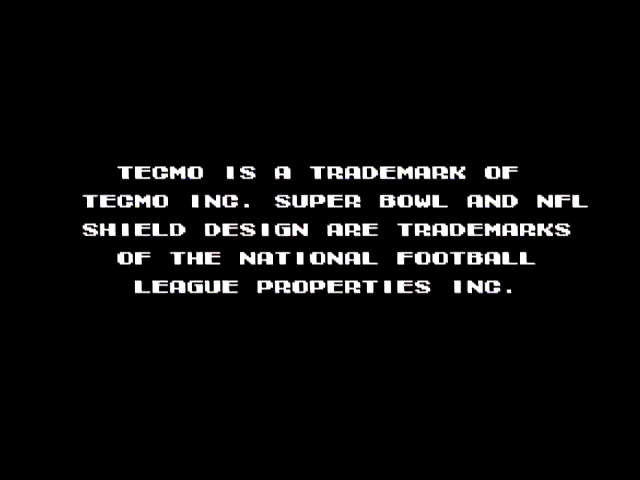 TECMO IS A TRADEMARK OF
TECMO INC. SUPER BOWL AND NFL
SHIELD DESIGN ARE TRADEMARKS
OF THE NATIONAL FOOTBALL
LEAGUE PROPERTIES INC.